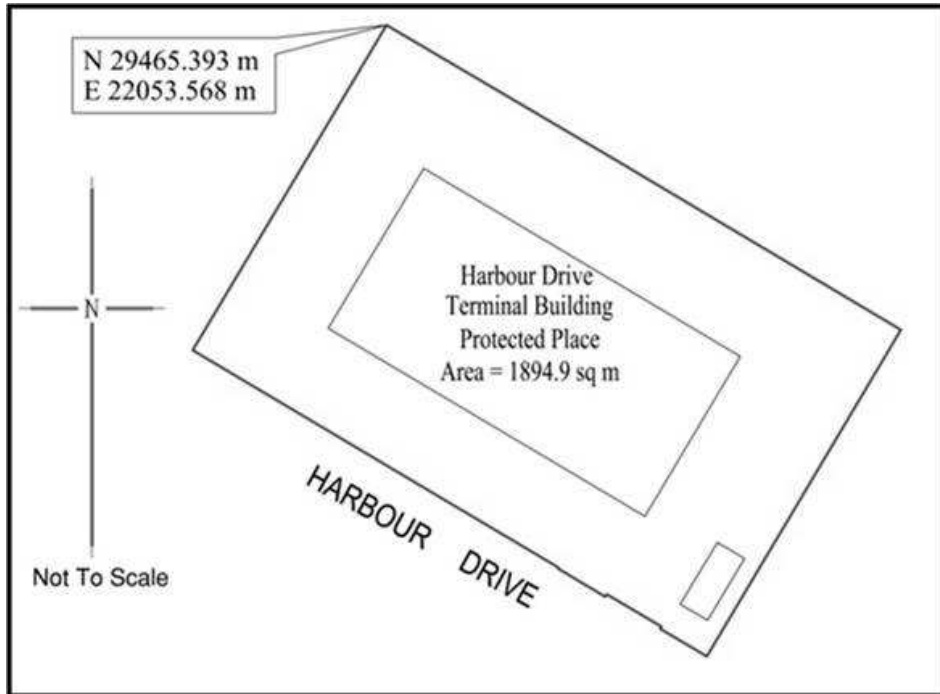 N 29465.393 m
E 22053.568 m
N
Harbour Drive
Terminal Building
Protected Place
Area = 1894.9 sq m
HARBOUR DRIVE
Not To Scale